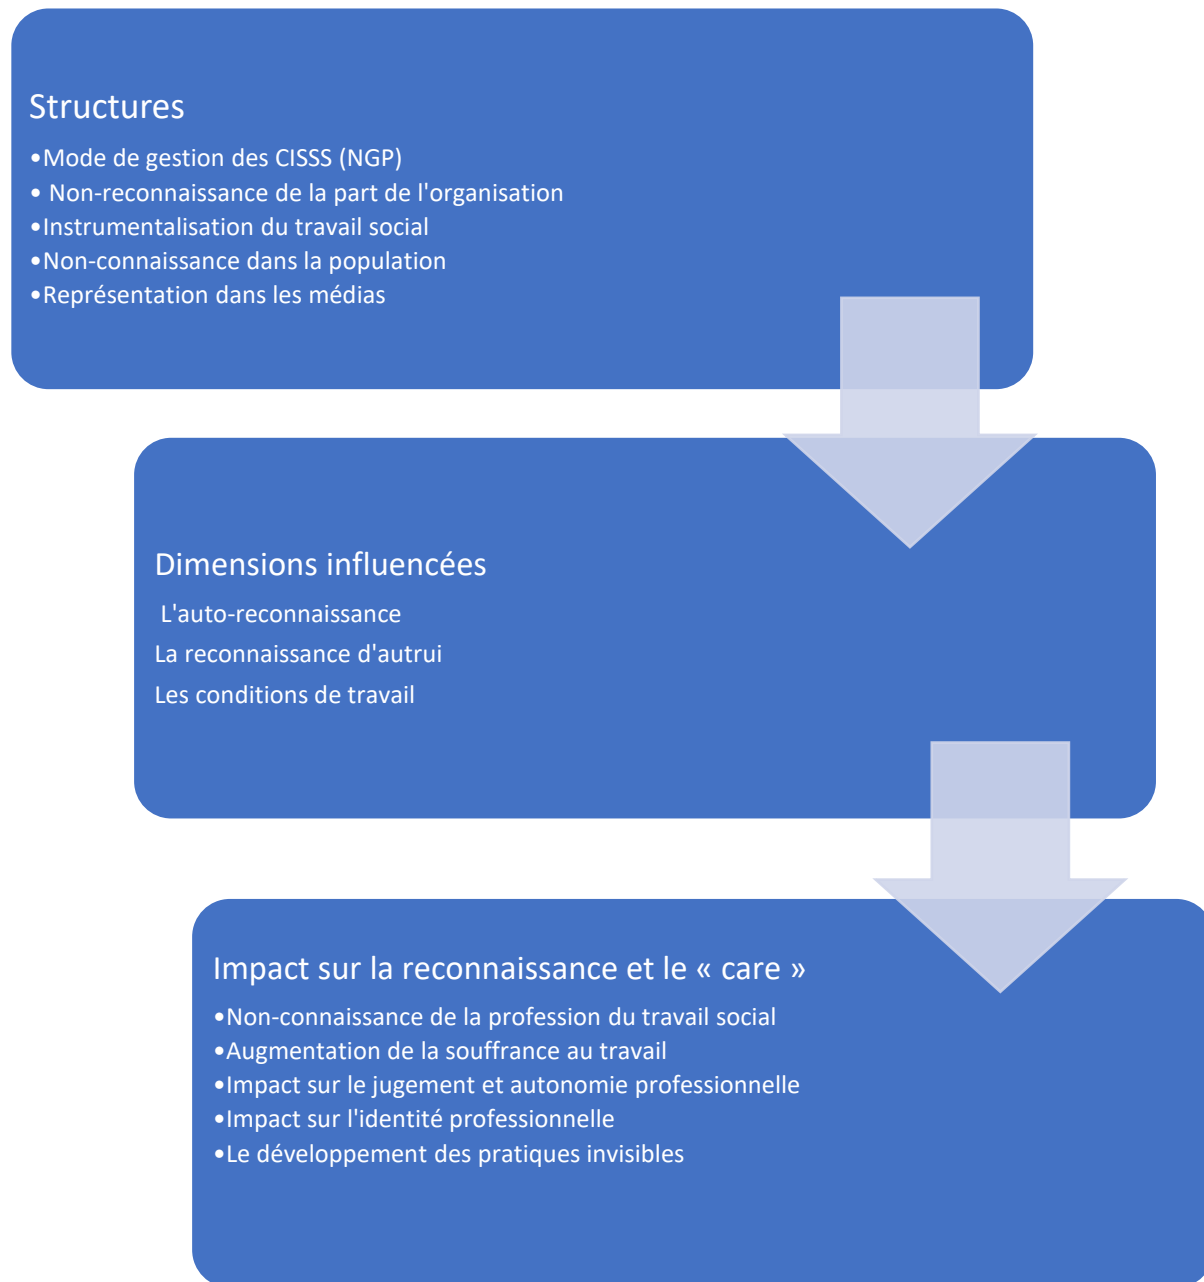 Structures
•Mode de gestion des CISSS (NGP)
• Non-reconnaissance de la part de l'organisation
•Instrumentalisation du travail social
•Non-connaissance dans la population
•Représentation dans les médias
Dimensions influencées
L'auto-reconnaissance
La reconnaissance d'autrui
Les conditions de travail
Impact sur la reconnaissance et le « care »
•Non-connaissance de la profession du travail social
•Augmentation de la souffrance au travail
•Impact sur le jugement et autonomie professionnelle
•Impact sur l'identité professionnelle
•Le développement des pratiques invisibles